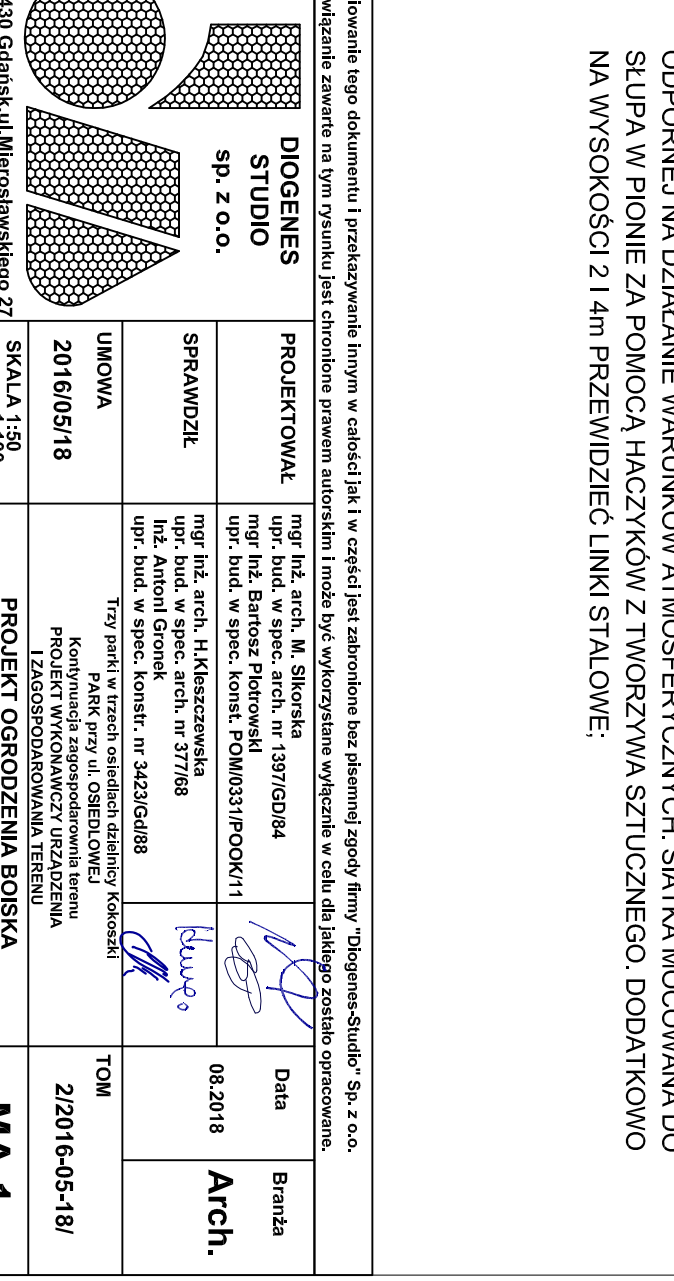 ODPORNEJ NA DZIAŁANIE WARUNKÓW ATMOSFERYCZNYCH. SIATKA MOCOWANA DO
SŁUPA W PIONIE ZA POMOCĄ HACZYKÓW Z TWORZYWA SZTUCZNEGO. DODATKOWO
NA WYSOKOŚCI 2 I 4m PRZEWIDZIEĆ LINKI STALOWE;
iowanie tego dokumentu i przekazywanie innym w całości jak i w części jest zabronione bez pisemnej zgody firmy "Diogenes-Studio" Sp. z o.o.
wiązanie zawarte na tym rysunku jest chronione prawem autorskim i może być wykorzystane wyłącznie w celu dla jakiego zostało opracowane.
DIOGENES
STUDIO
sp. z o.o.
430 Gdańsk,ul.Mierosławskiego 27
PROJEKTOWAŁ
mgr inż. arch. M. Sikorska
upr. bud. w spec. arch. nr 1397/GD/84
mgr inż. Bartosz Piotrowski
upr. bud. w spec. konst. POM/0331/POOK/11
Data
08.2018
Branża
Arch.
SPRAWDZIŁ
mgr inż. arch. H.Kleszczewska
upr. bud. w spec. arch. nr 377/68
inż. Antoni Gronek
upr. bud. w spec. konstr. nr 3423/Gd/88
UMOWA
2016/05/18
Trzy parki w trzech osiedlach dzielnicy Kokoszki
PARK przy ul. OSIEDLOWEJ
Kontynuacja zagospodarownia terenu
PROJEKT WYKONAWCZY URZĄDZENIA
I ZAGOSPODAROWANIA TERENU
TOM
2/2016-05-18/
SKALA 1:50
PROJEKT OGRODZENIA BOISKA